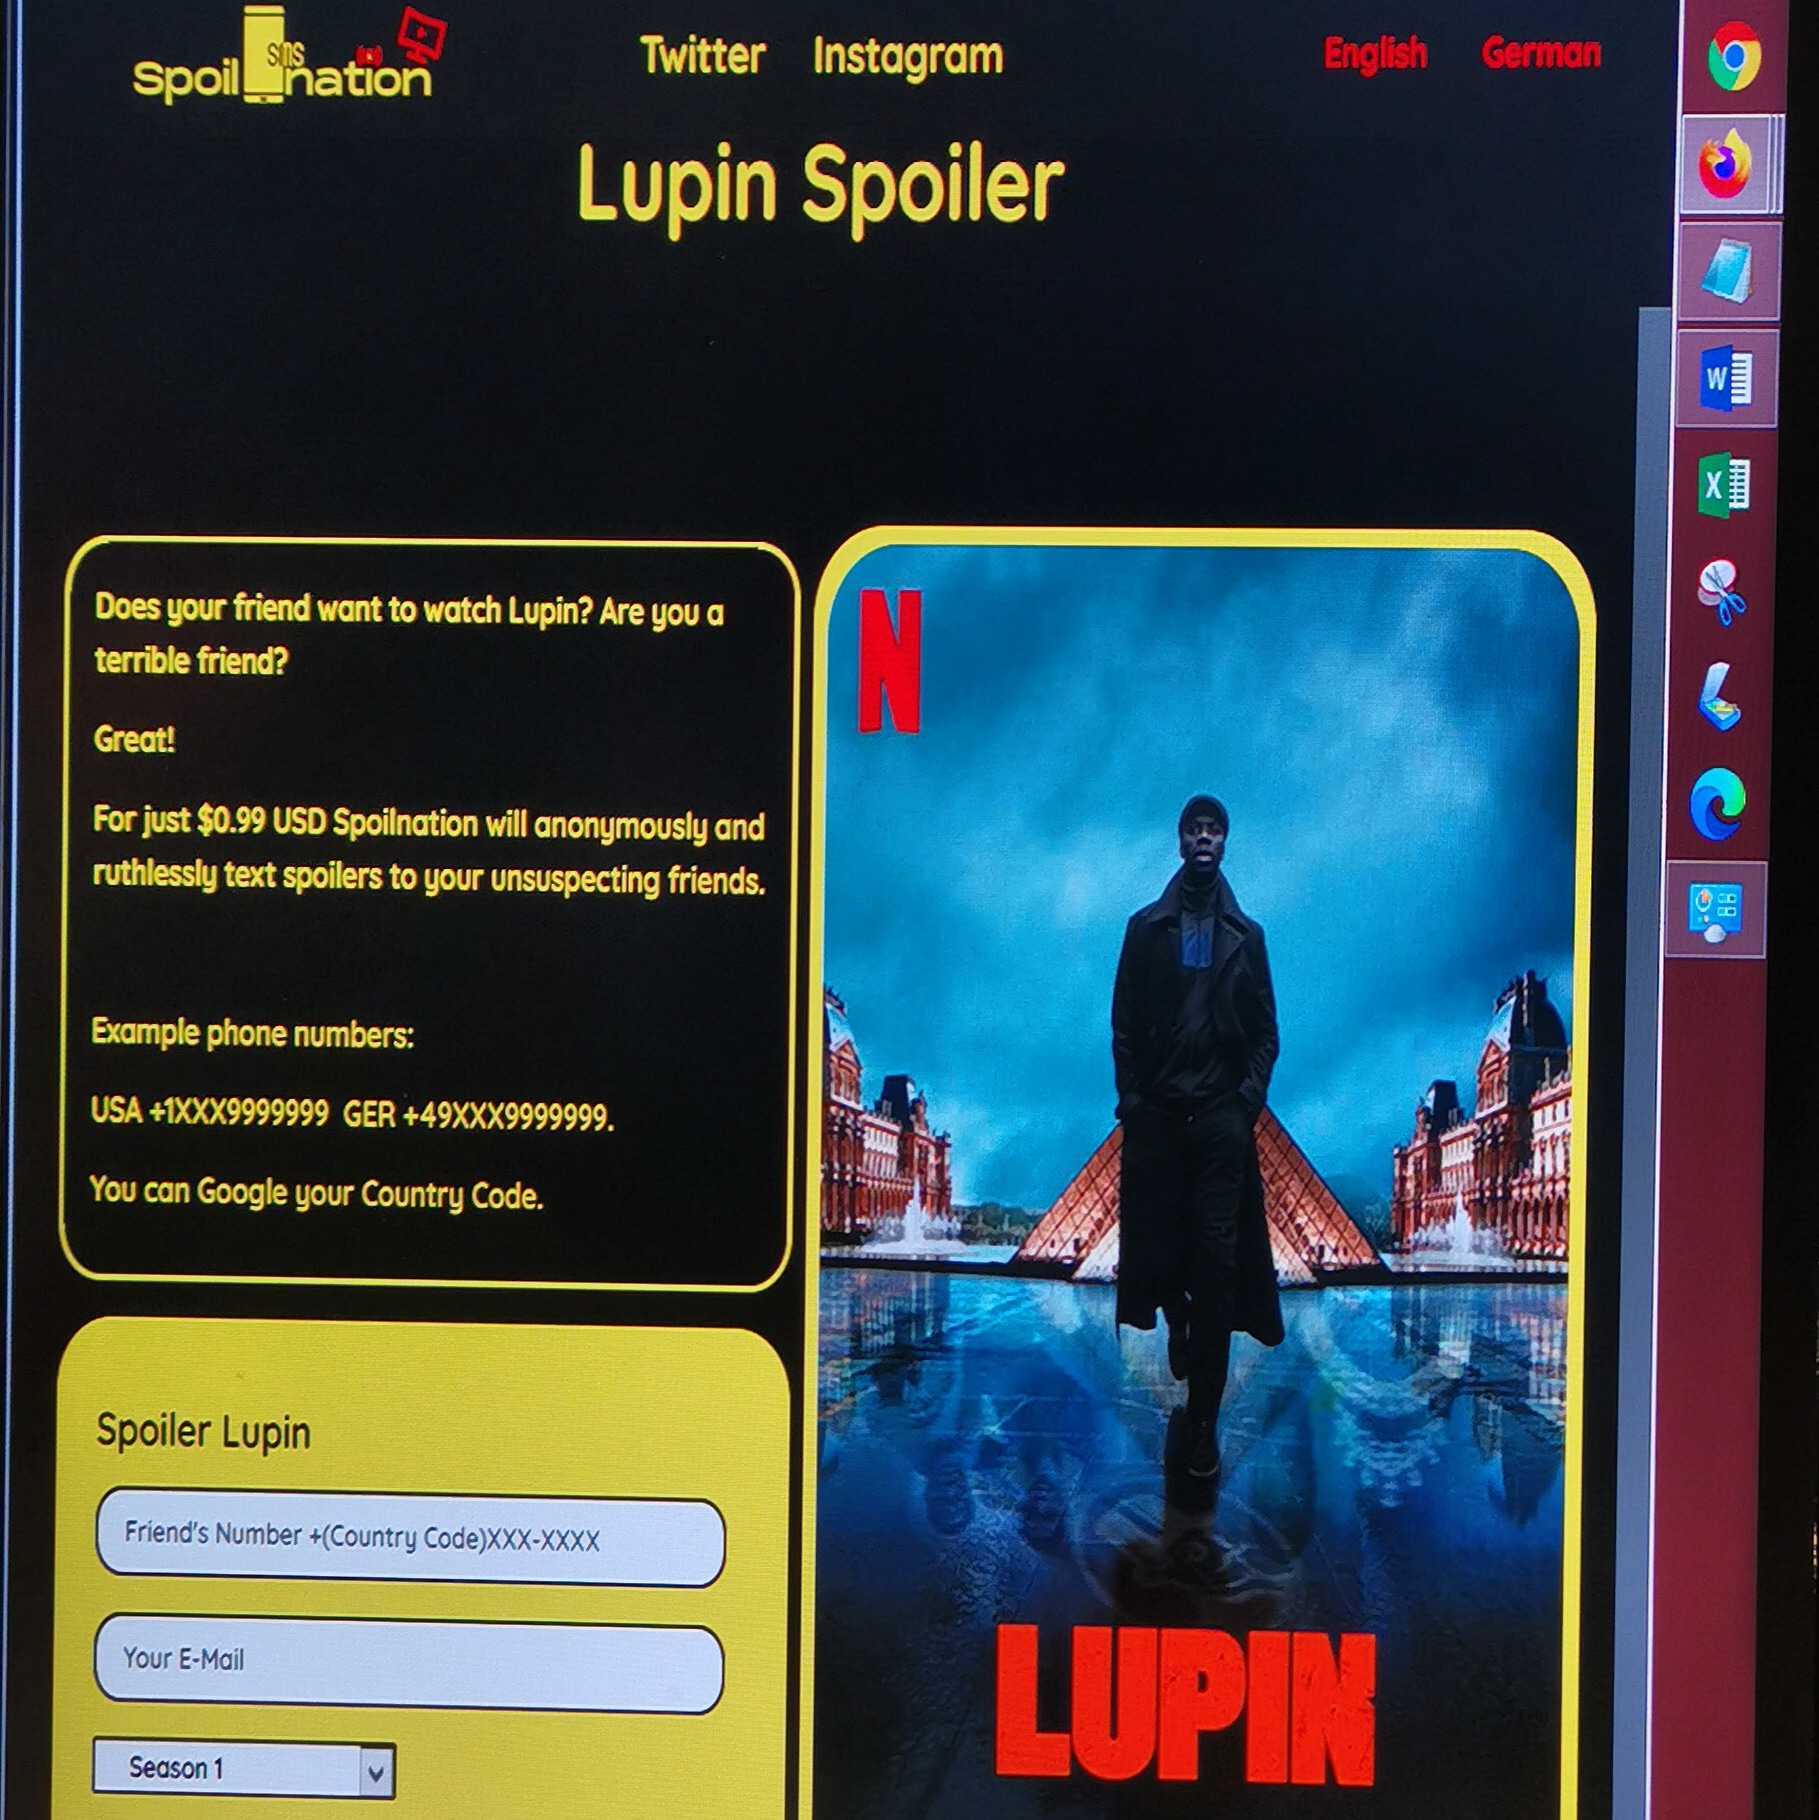 Spoil nation
sms
Twitter Instagram
English German
Lupin Spoiler
Does your friend want to watch Lupin? Are you a
terrible friend?
Great!
For just $0.99 USD Spoilnation will anonymously and
ruthlessly text spoilers to your unsuspecting friends.
Example phone numbers:
USA +1XXX9999999 GER +49XXX9999999.
You can Google your Country Code.
Spoiler Lupin
Friend's Number +(Country Code)XXX-XXXX
Your E-Mail
Season 1
N
LUPIN
W
X